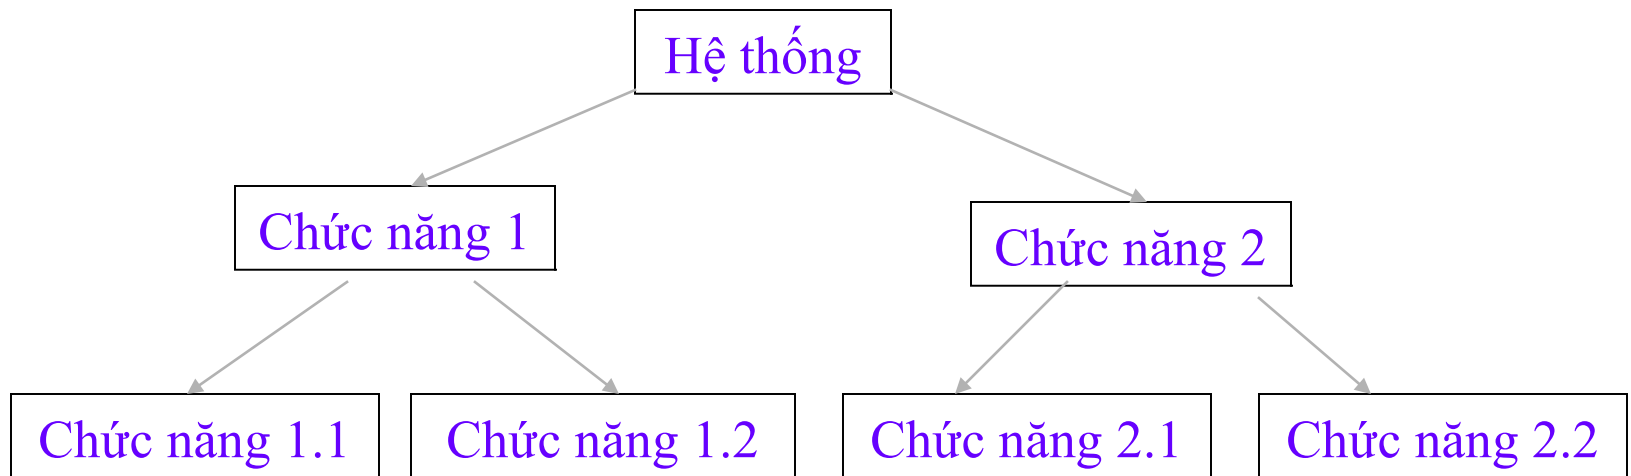 Hệ thống
Chức năng 1
Chức năng 2
Chức năng 1.1
Chức năng 1.2
Chức năng 2.1
Chức năng 2.2